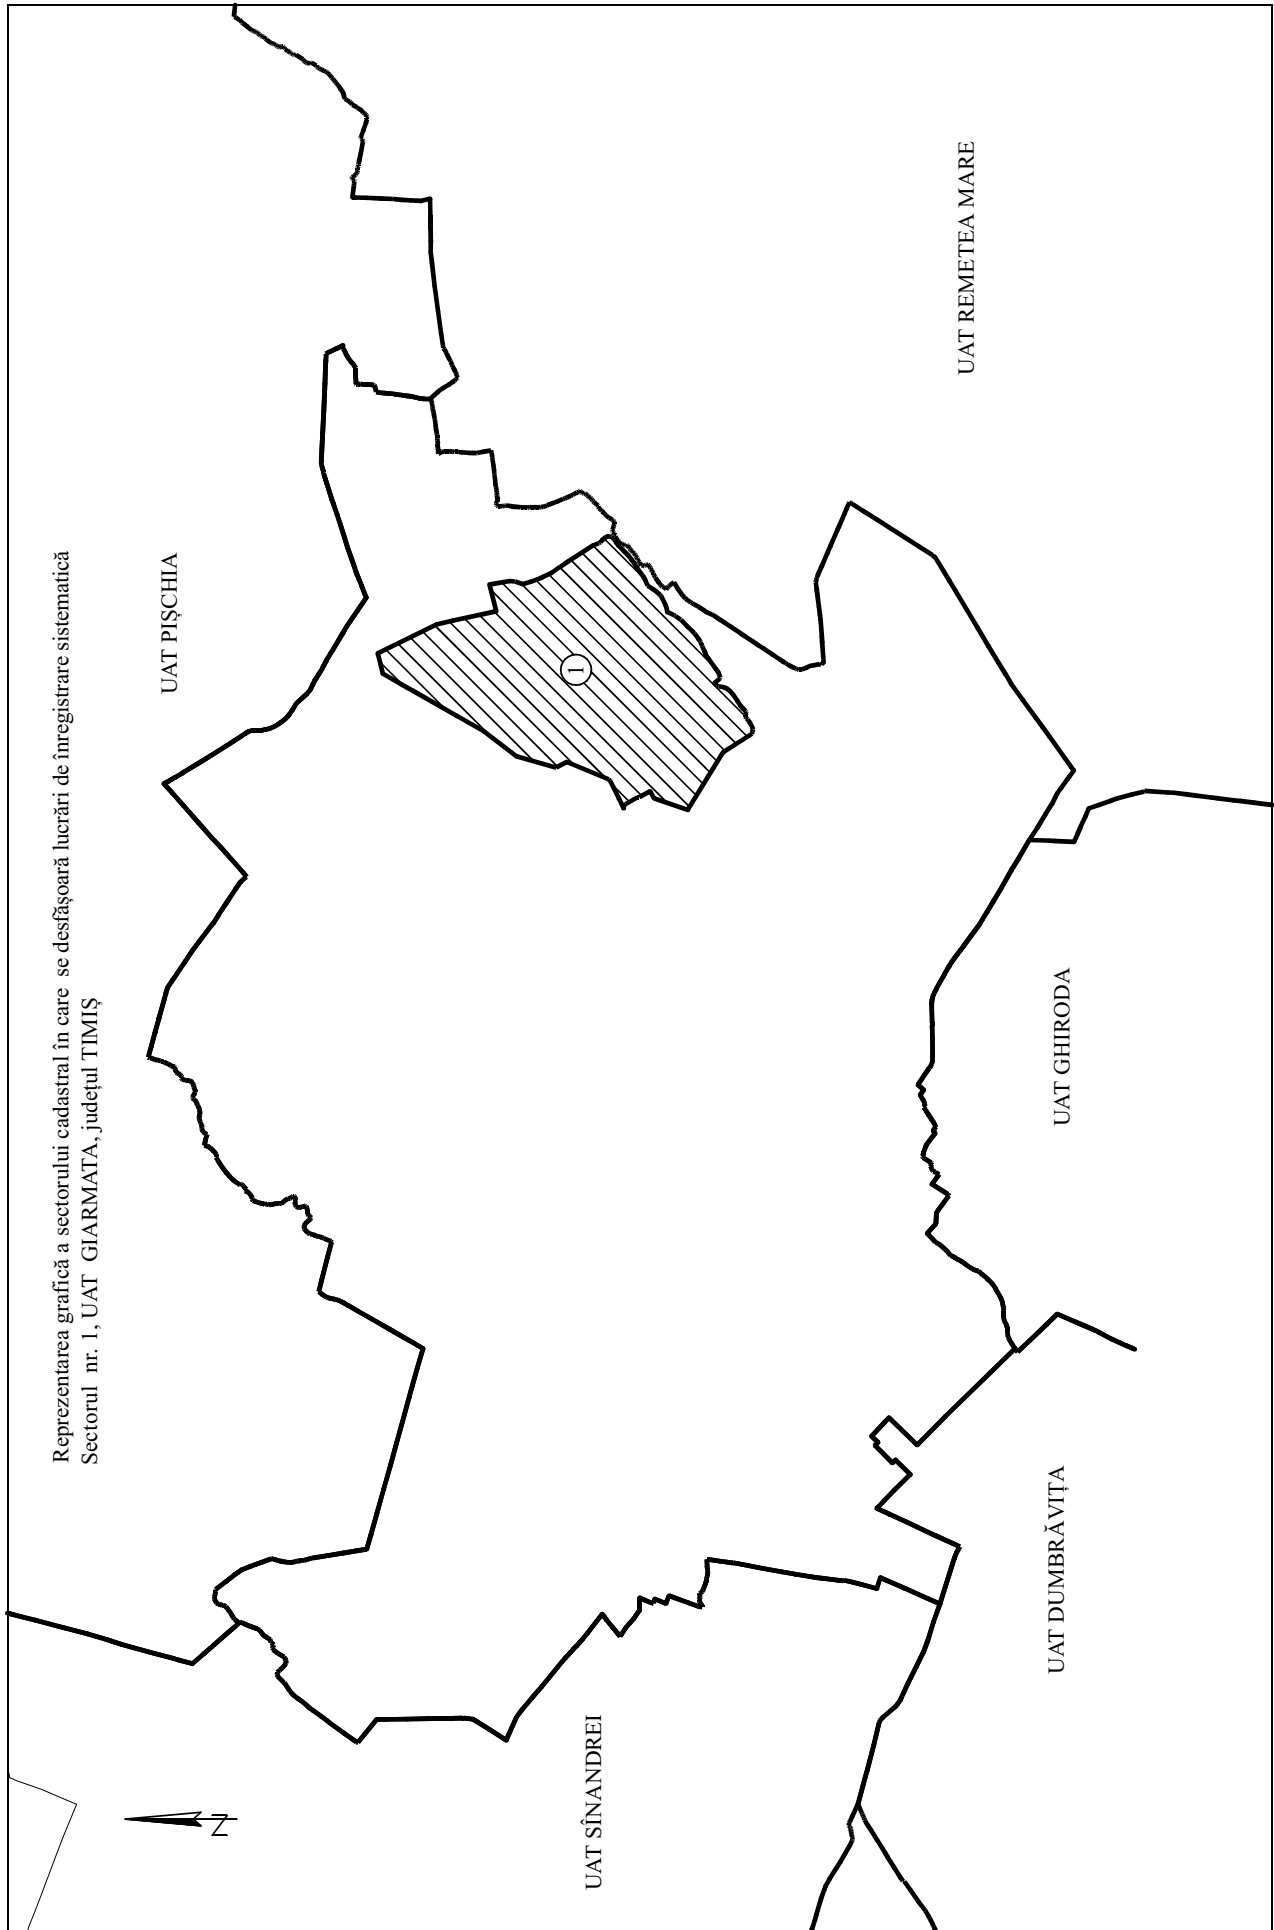 Reprezentarea grafică a sectorului cadastral în care se desfășoară lucrări de înregistrare sistematică
Sectorul nr. 1, UAT GIARMATA, județul TIMIȘ
UAT PIȘCHIA
N
1
UAT REMETEA MARE
UAT SÎNANDREI
UAT GHIRODA
UAT DUMBRĂVIȚA